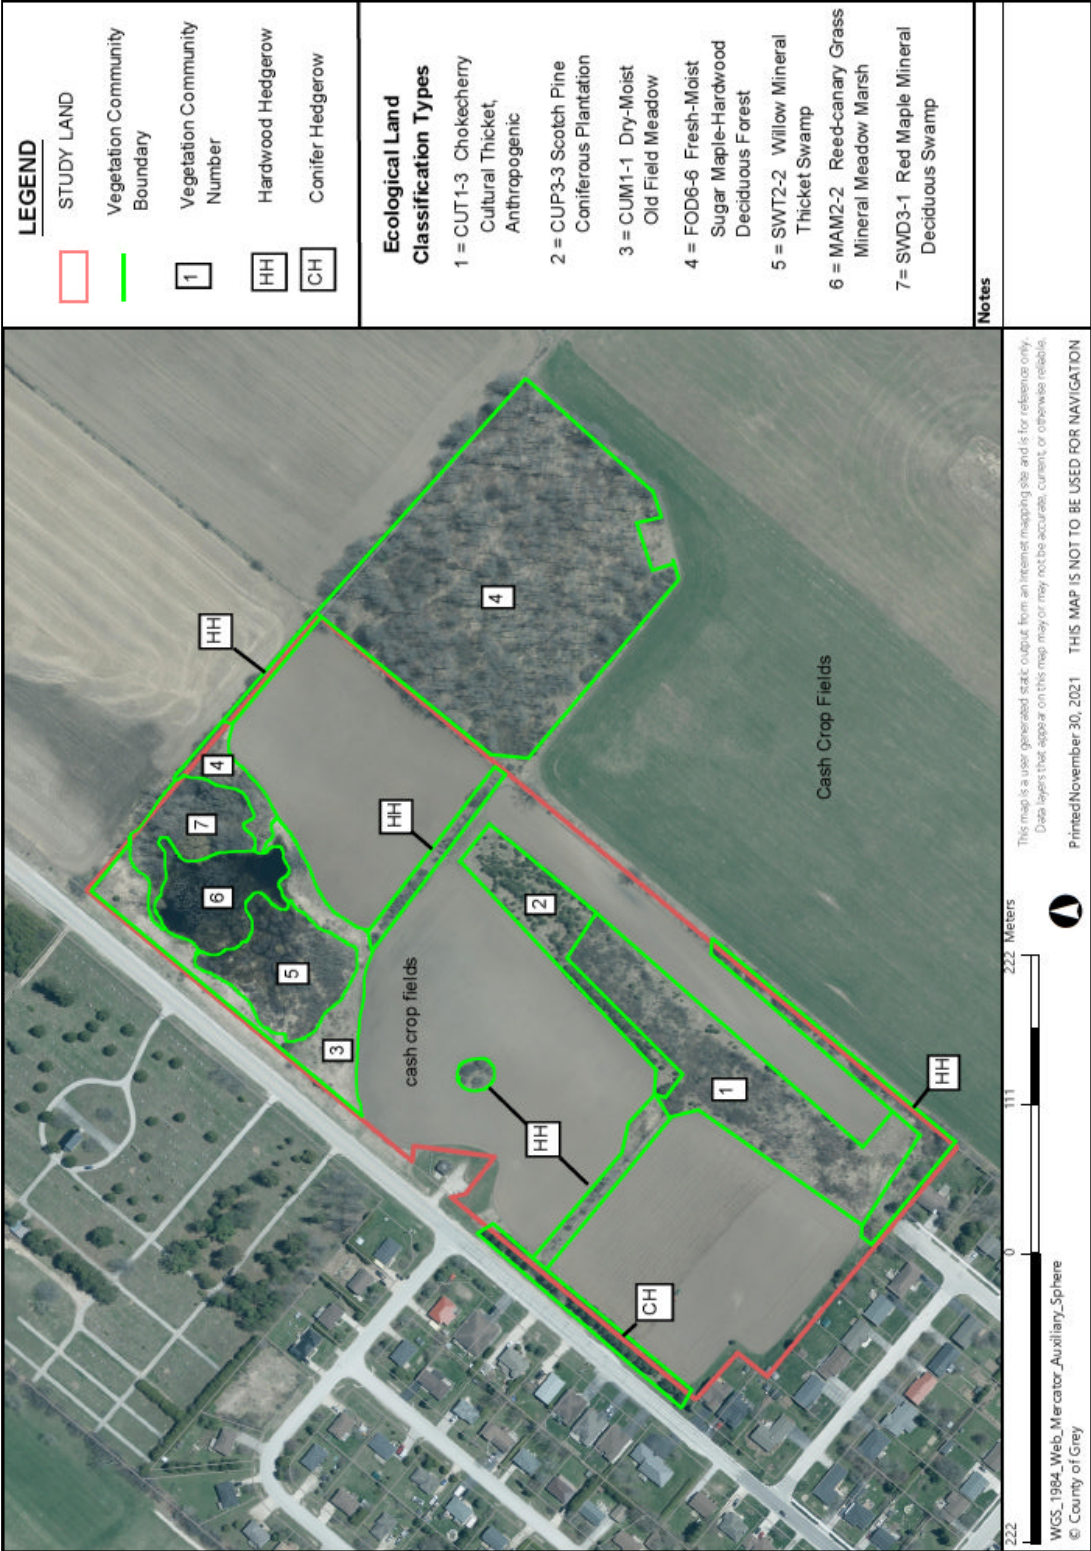 LEGEND
STUDY LAND
Vegetation Community
Boundary
1
Vegetation Community
Number
HH
Hardwood Hedgerow
CH
Conifer Hedgerow
Ecological Land
Classification Types
1 = CUT1-3 Chokecherry
Cultural Thicket,
Anthropogenic
2 = CUP3-3 Scotch Pine
Coniferous Plantation
3 = CUM1-1 Dry-Moist
Old Field Meadow
4 = FOD6-6 Fresh-Moist
Sugar Maple-Hardwood
Deciduous Forest
5 = SWT2-2 Willow Mineral
Thicket Swamp
6 = MAM2-2 Reed-canary Grass
Mineral Meadow Marsh
7= SWD3-1 Red Maple Mineral
Deciduous Swamp
Notes
HH
4
7
HH
4
6
5
2
3
cash crop fields
Cash Crop Fields
HH
1
HH
CH
222
0
111
222 Meters
WGS_1984_Web_Mercator_Auxiliary_Sphere
© County of Grey
This map is a user generated static output from an Internet mapping site and is for reference only.
Data layers that appear on this map may or may not be accurate, current, or otherwise reliable.
Printed November 30, 2021
THIS MAP IS NOT TO BE USED FOR NAVIGATION